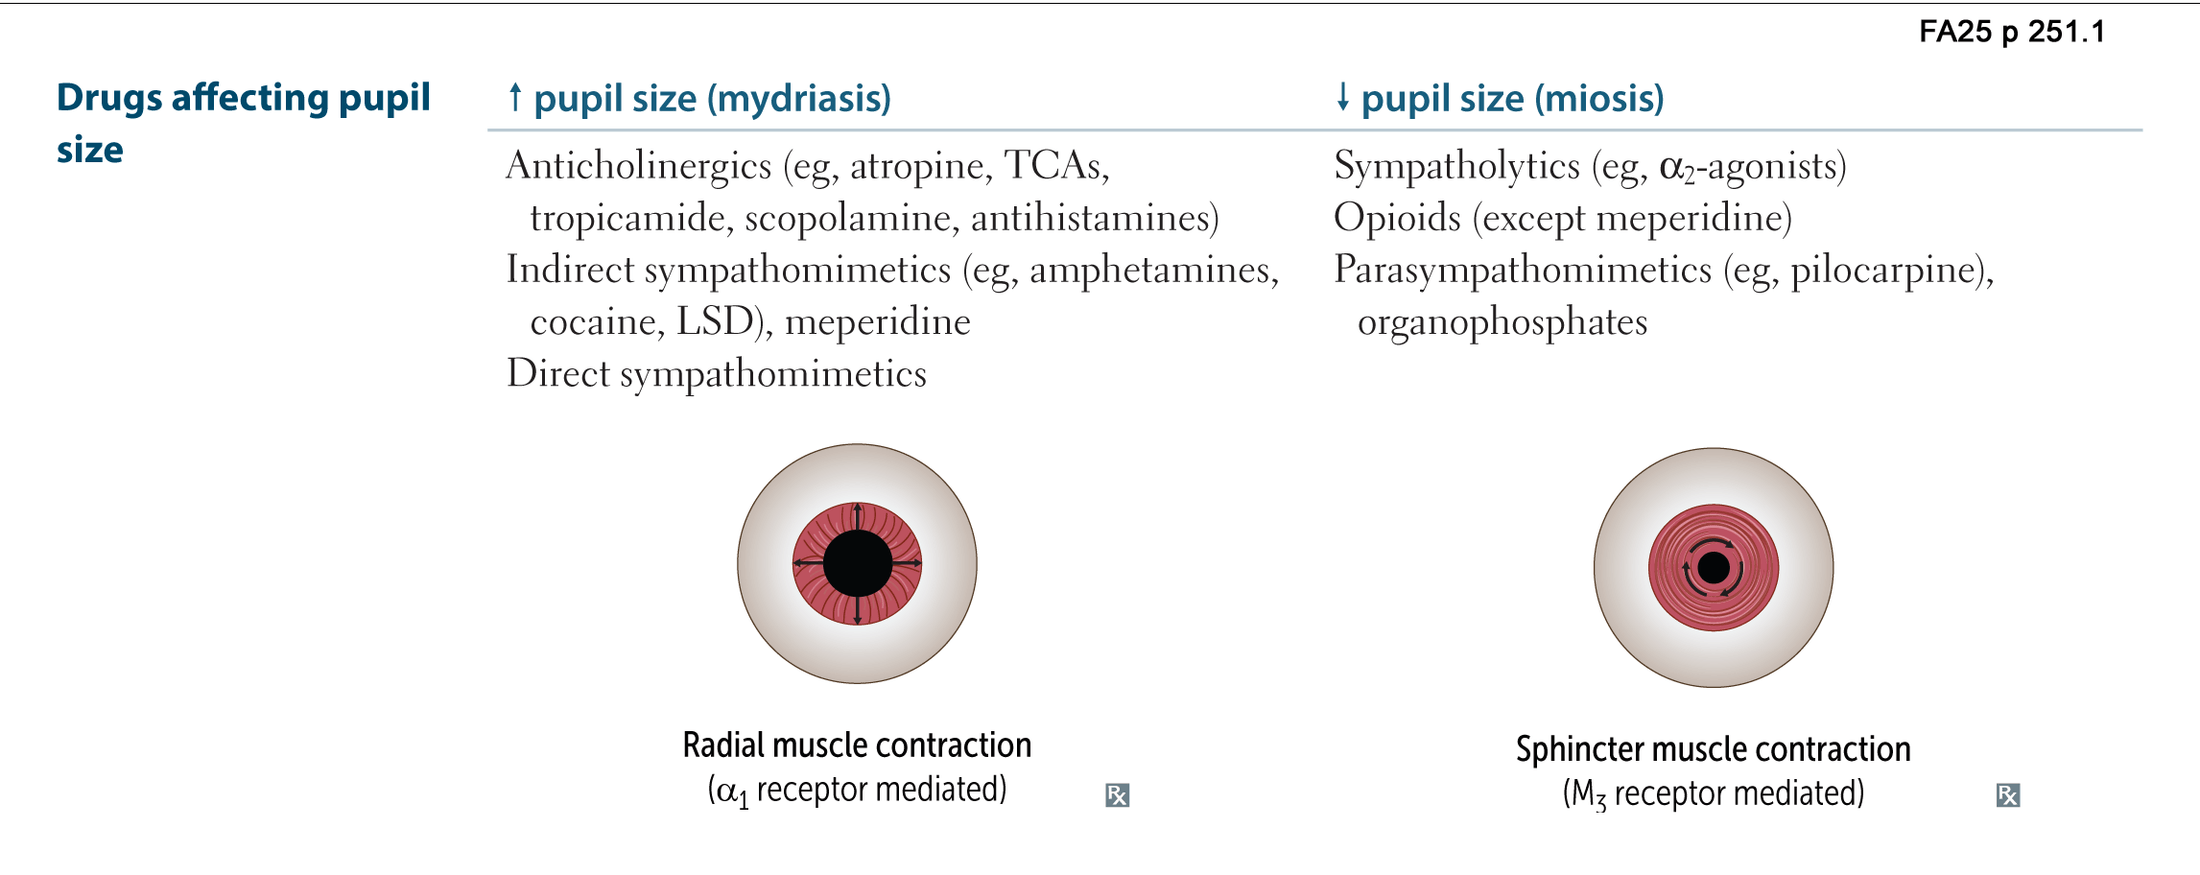 FA25 p 251.1
Drugs affecting pupil
size
↑ pupil size (mydriasis)
Anticholinergics (eg, atropine, TCAs,
tropicamide, scopolamine, antihistamines)
Indirect sympathomimetics (eg, amphetamines,
cocaine, LSD), meperidine
Direct sympathomimetics
↓ pupil size (miosis)
Sympatholytics (eg, α₂-agonists)
Opioids (except meperidine)
Parasympathomimetics (eg, pilocarpine),
organophosphates
Radial muscle contraction
(α₁ receptor mediated)
Rx
Sphincter muscle contraction
(M₃ receptor mediated)
Rx